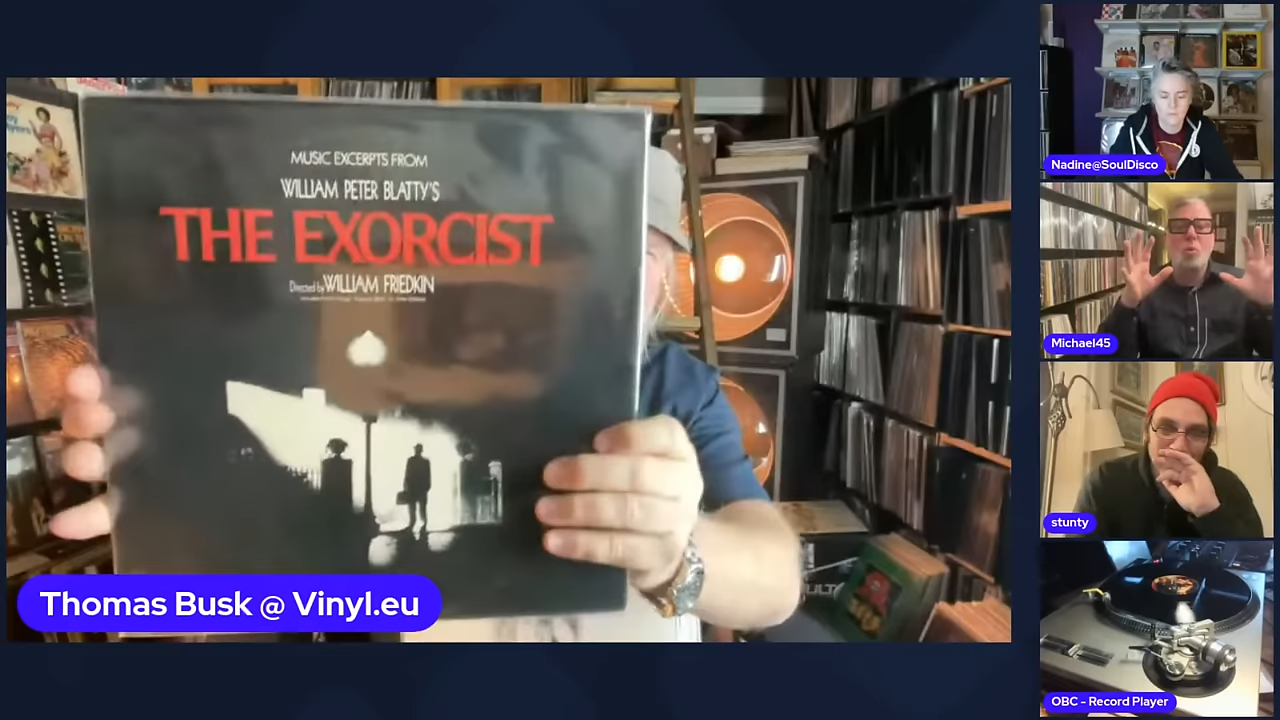 MUSIC EXCERPTS FROM
WILLIAM PETER BLATTY'S
THE EXORCIST
Directed by WILLIAM FRIEDKIN
Thomas Busk @ Vinyl.eu
Nadine@SoulDisco
Michael45
stunty
OBC - Record Player